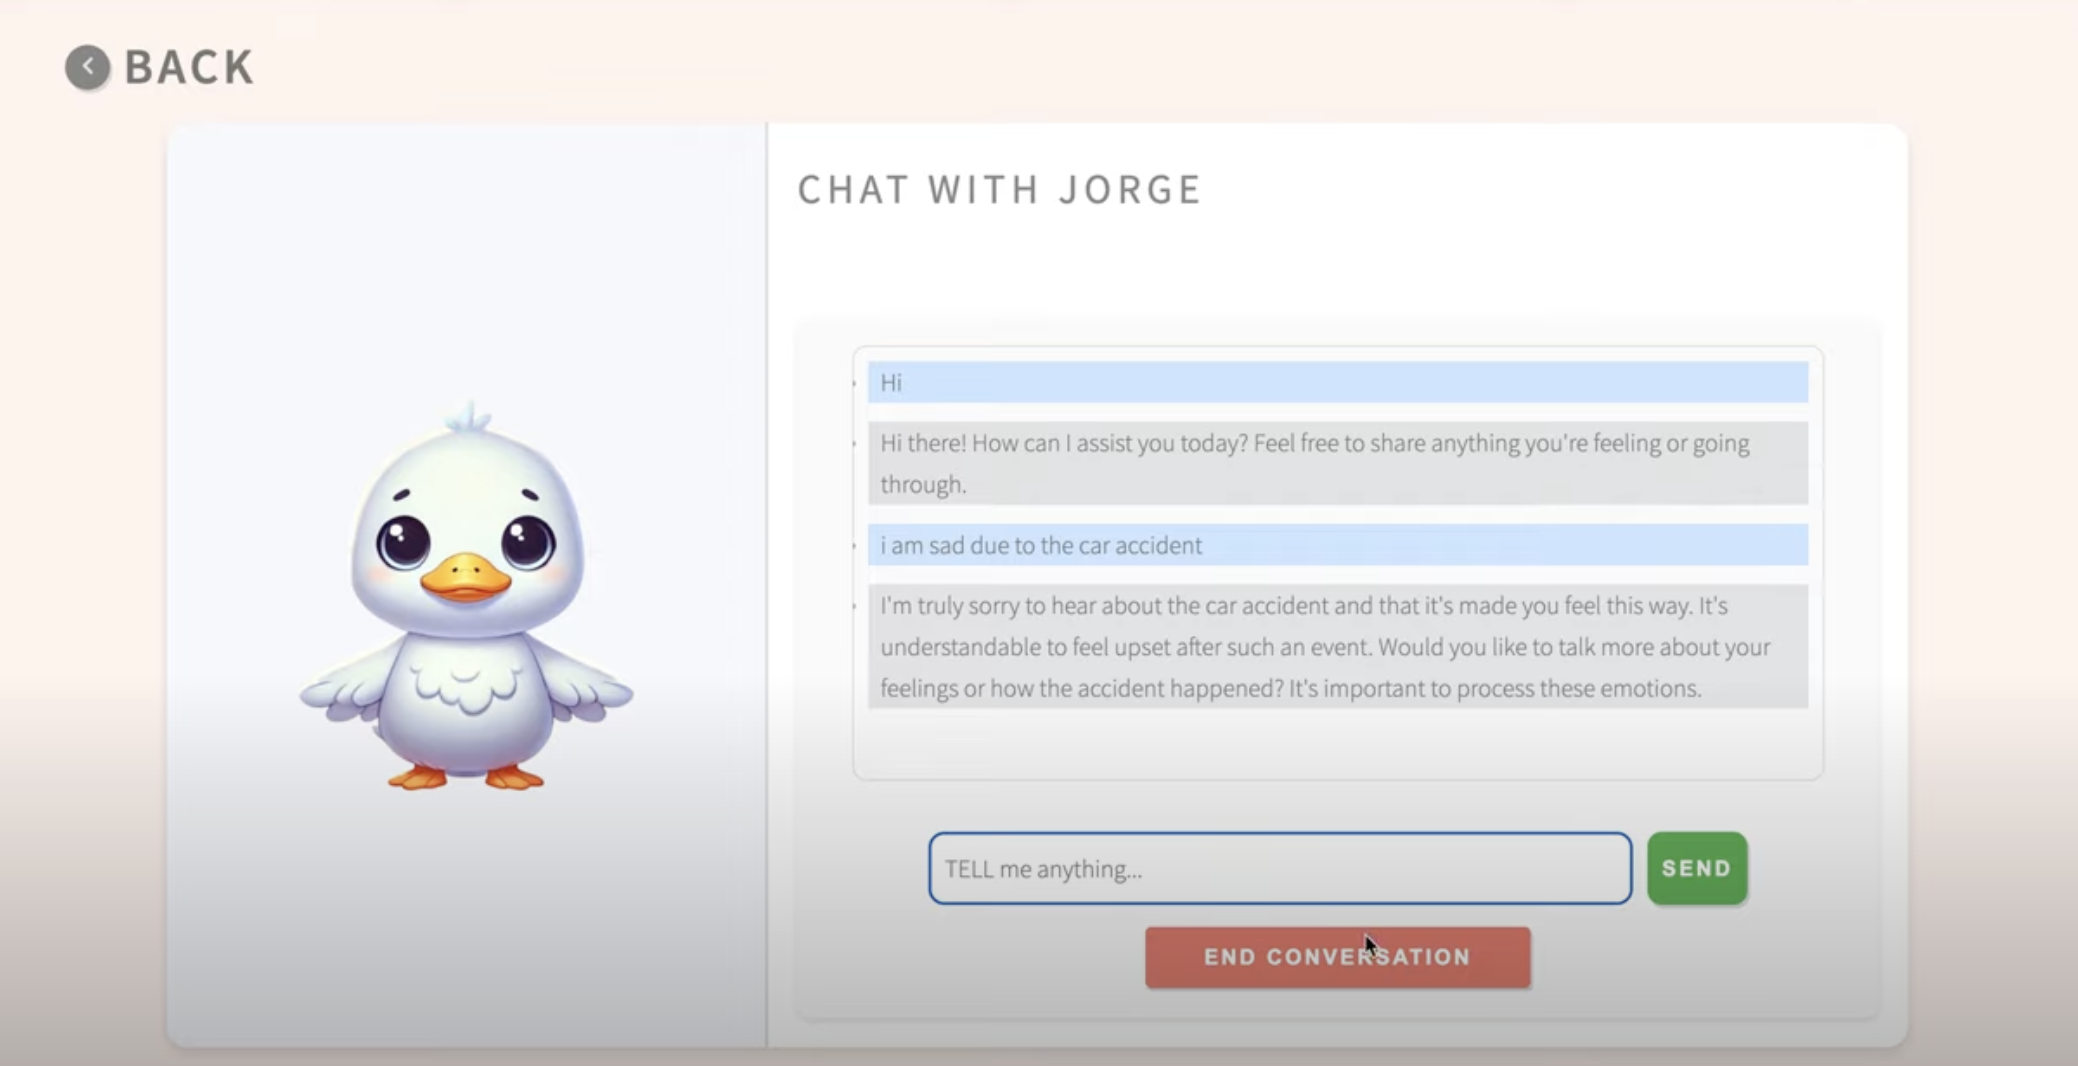 BACK
CHAT WITH JORGE
Hi
Hi there! How can I assist you today? Feel free to share anything you're feeling or going
through.
i am sad due to the car accident
I'm truly sorry to hear about the car accident and that it's made you feel this way. It's
understandable to feel upset after such an event. Would you like to talk more about your
feelings or how the accident happened? It's important to process these emotions.
TELL me anything...
SEND
END CONVERSATION